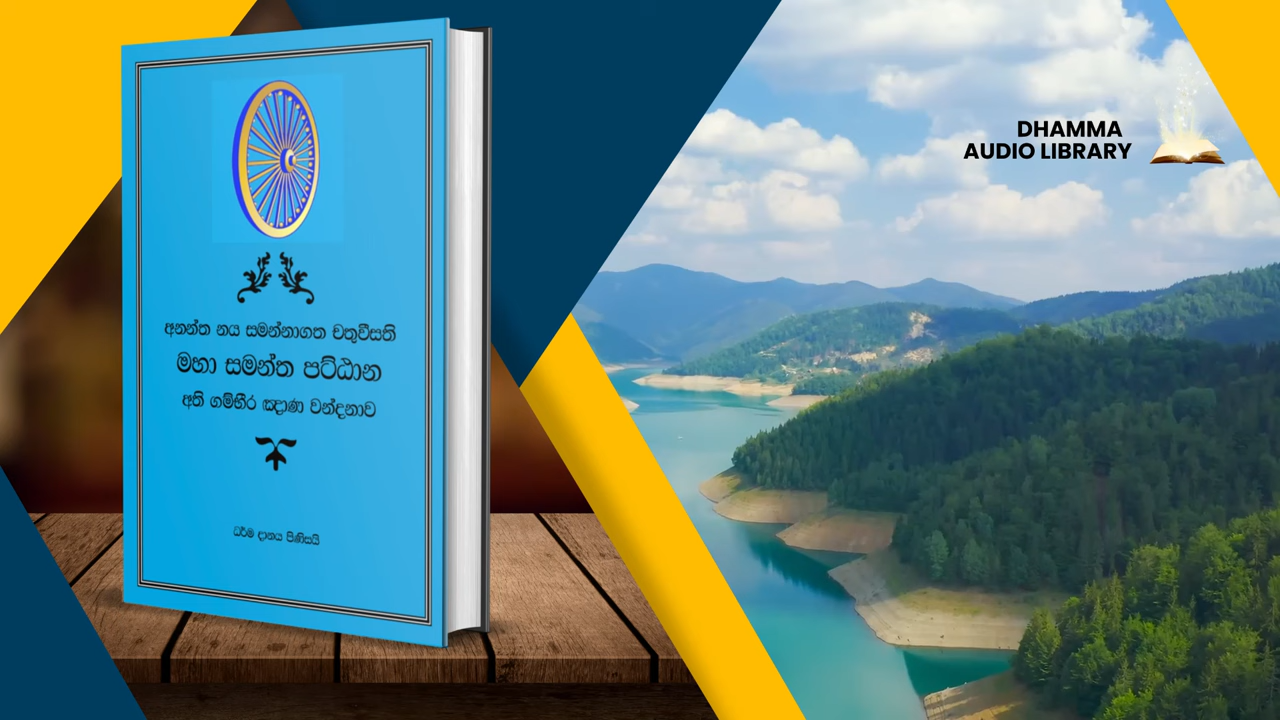 අනන්ත නය සමන්නාගත චතුවීසති
මහා සමන්ත පට්ඨාන
අති ගම්භීර ඤාණ වන්දනාව
ධර්ම දානය පිණිසයි
DHAMMA
AUDIO LIBRARY